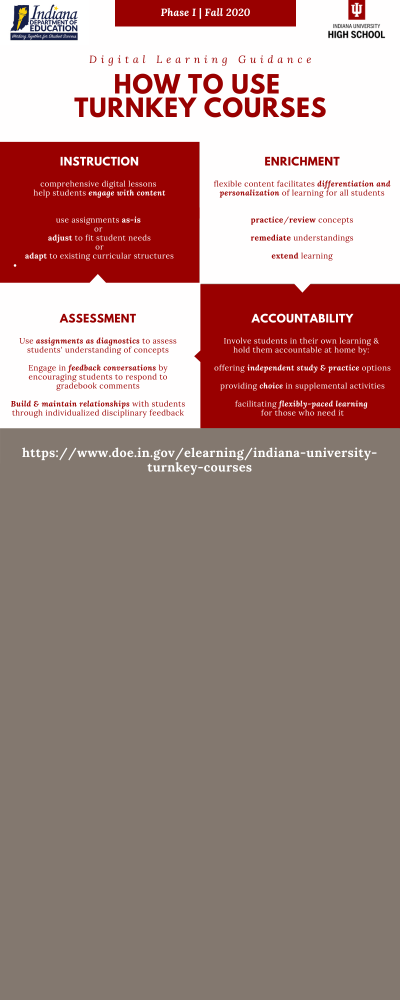 Indiana
DEPARTMENT OF
EDUCATION
Working Together for Student Success
Phase I | Fall 2020
INDIANA UNIVERSITY
HIGH SCHOOL
Digital Learning Guidance
HOW TO USE
TURNKEY COURSES
INSTRUCTION
comprehensive digital lessons
help students engage with content
use assignments as-is
or
adjust to fit student needs
or
adapt to existing curricular structures
ENRICHMENT
flexible content facilitates differentiation and
personalization of learning for all students
practice/review concepts
remediate understandings
extend learning
ASSESSMENT
Use assignments as diagnostics to assess
students' understanding of concepts
Engage in feedback conversations by
encouraging students to respond to
gradebook comments
Build & maintain relationships with students
through individualized disciplinary feedback
ACCOUNTABILITY
Involve students in their own learning &
hold them accountable at home by:
offering independent study & practice options
providing choice in supplemental activities
facilitating flexibly-paced learning
for those who need it
https://www.doe.in.gov/elearning/indiana-university-
turnkey-courses